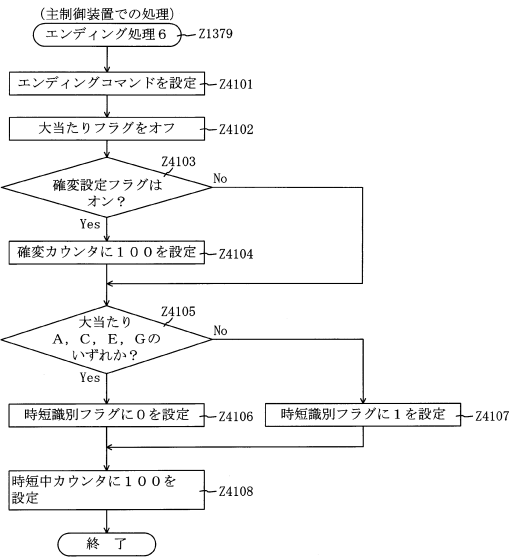 (主制御装置での処理)
エンディング処理６
Z1379
エンディングコマンドを設定
Z4101
大当たりフラグをオフ
Z4102
Z4103
確変設定フラグは
オン？
No
Yes
確変カウンタに１００を設定
Z4104
Z4105
大当たり
Ａ，Ｃ，Ｅ，Ｇの
いずれか？
No
Yes
時短識別フラグに０を設定
Z4106
時短識別フラグに１を設定
Z4107
時短中カウンタに１００を
設定
Z4108
終　了